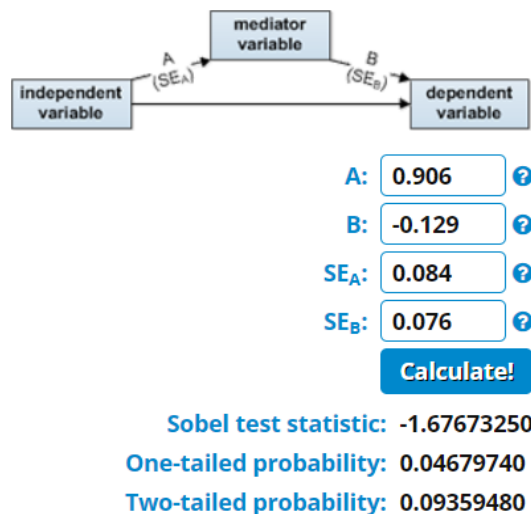 mediator
variable
A
(SEA)
B
(SEB)
independent
variable
dependent
variable
A: 0.906 ?
B: -0.129 ?
SEA: 0.084 ?
SEB: 0.076 ?
Calculate!
Sobel test statistic: -1.67673250
One-tailed probability: 0.04679740
Two-tailed probability: 0.09359480